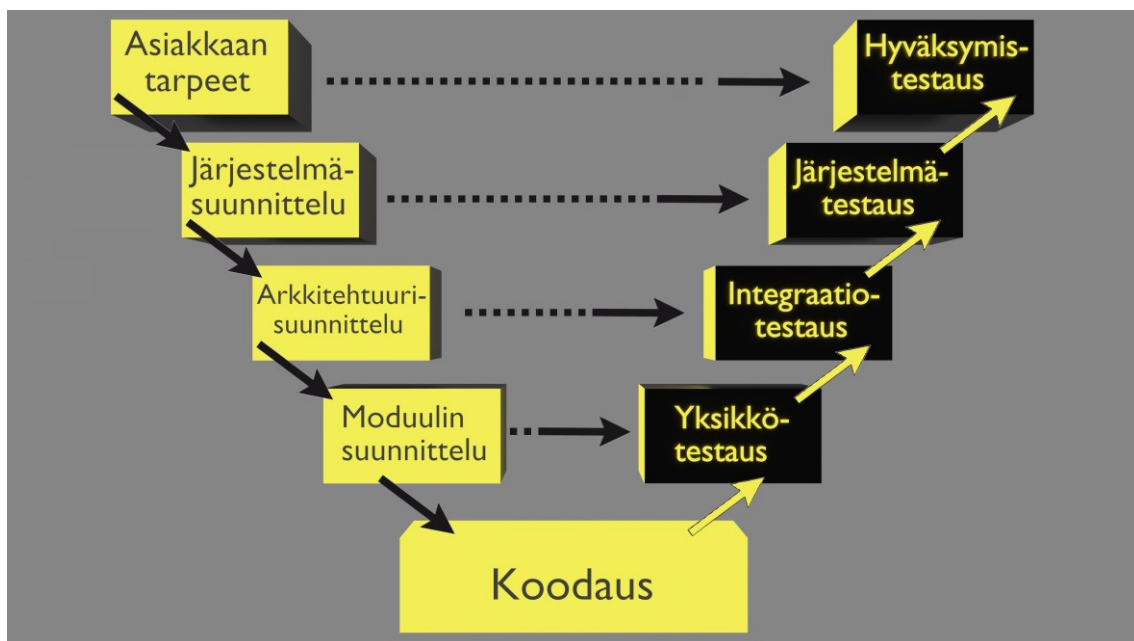 Asiakkaan
tarpeet
Hyväksymis-
testaus
Järjestelmä-
suunnittelu
Järjestelmä-
testaus
Arkkitehtuuri-
suunnittelu
Integraatio-
testaus
Moduulin
suunnittelu
Yksikkö-
testaus
Koodaus